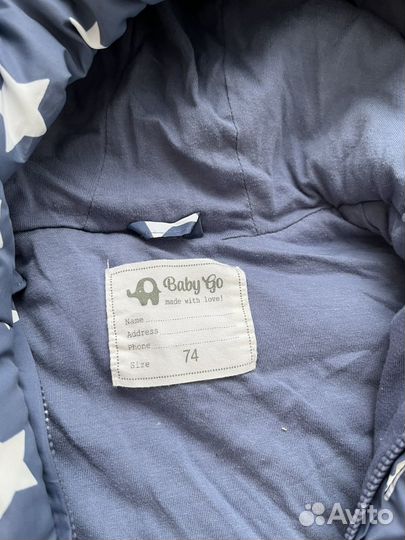 Baby Go
made with love!
Name
Address
Phone
Size 74
Avito